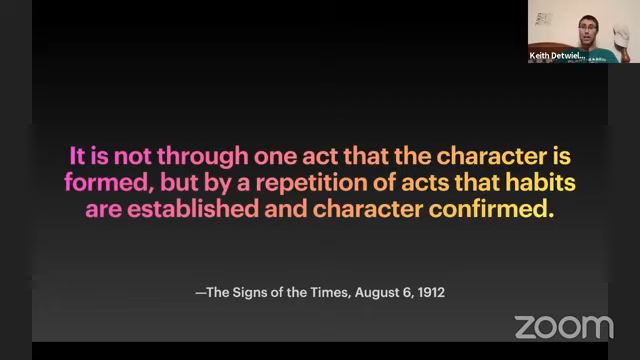 Keith Detwiel...
It is not through one act that the character is
formed, but by a repetition of acts that habits
are established and character confirmed.
—The Signs of the Times, August 6, 1912
zoom